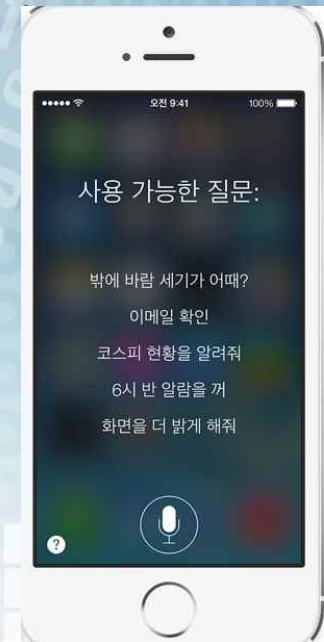 오전 9:41
100%
사용 가능한 질문:
밖에 바람 세기가 어때?
이메일 확인
코스피 현황을 알려줘
6시 반 알람을 꺼
화면을 더 밝게 해줘
?